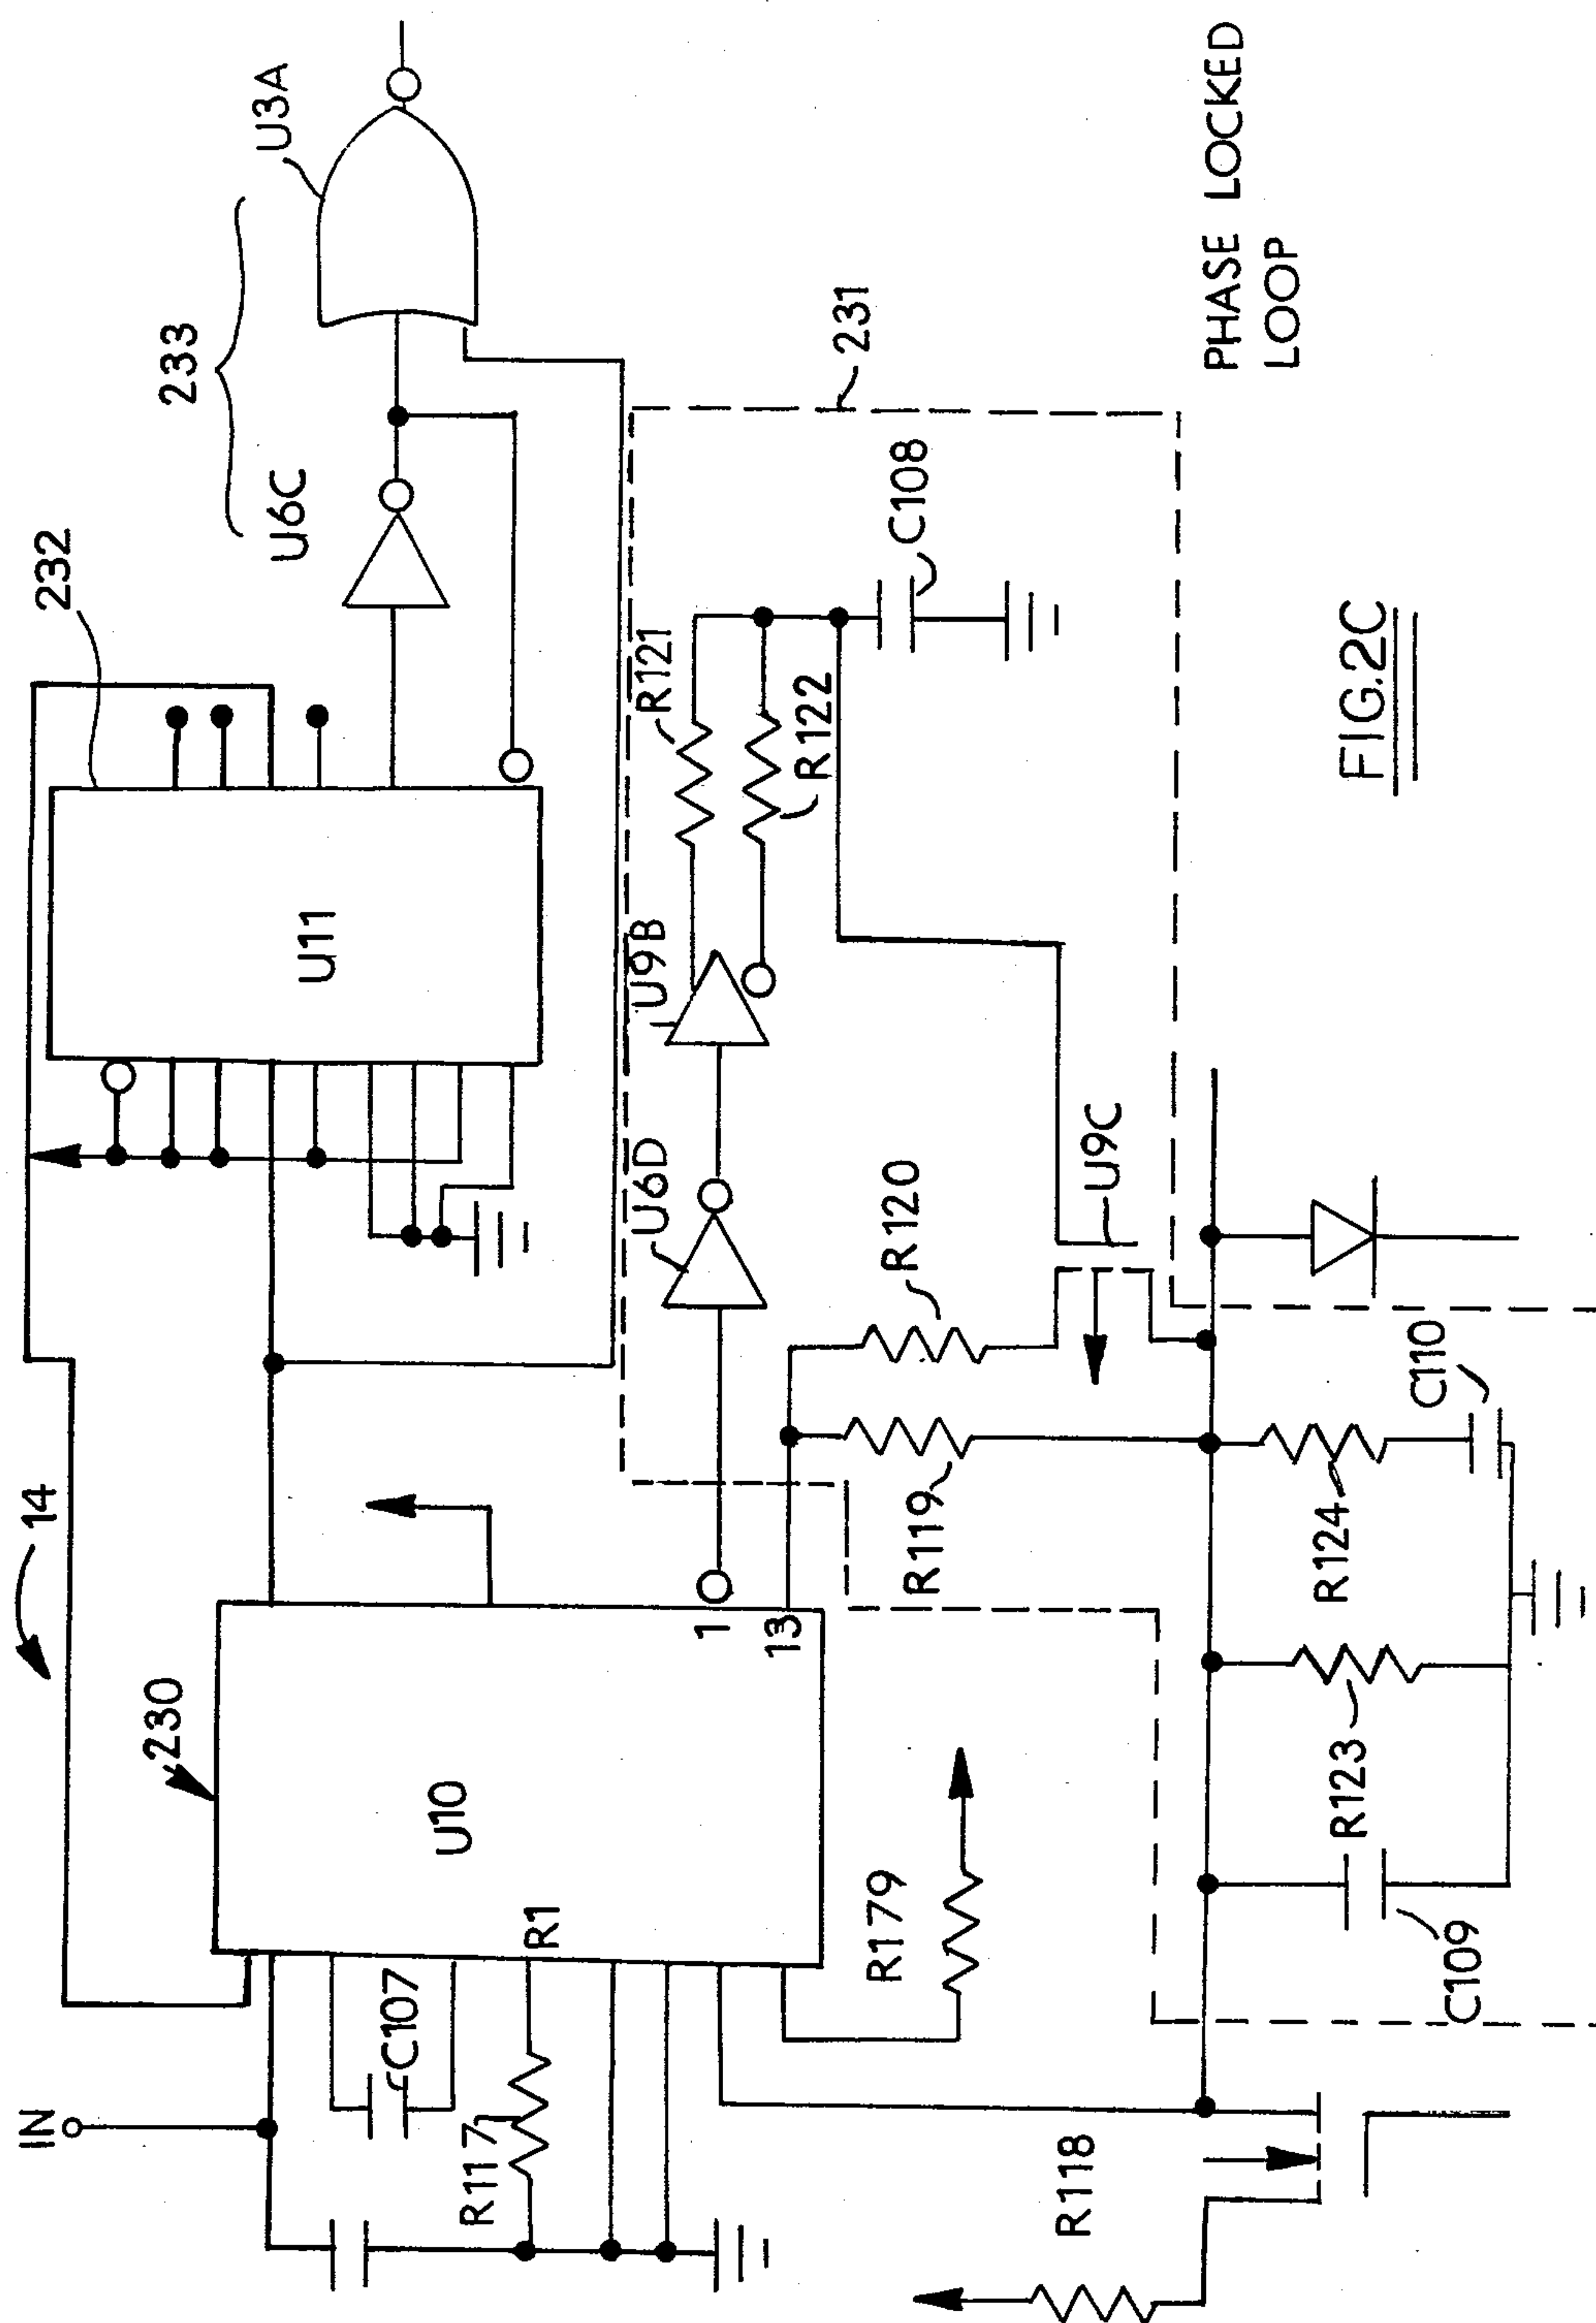 14
IN
230
232
233
U6C
U3A
U11
C107
R117
R1
U10
1
13
U6D
U9B
R121
R122
C108
231
R179
R119
R120
U9C
R118
C109
R123
R124
C110
PHASE LOCKED
LOOP
FIG.2C